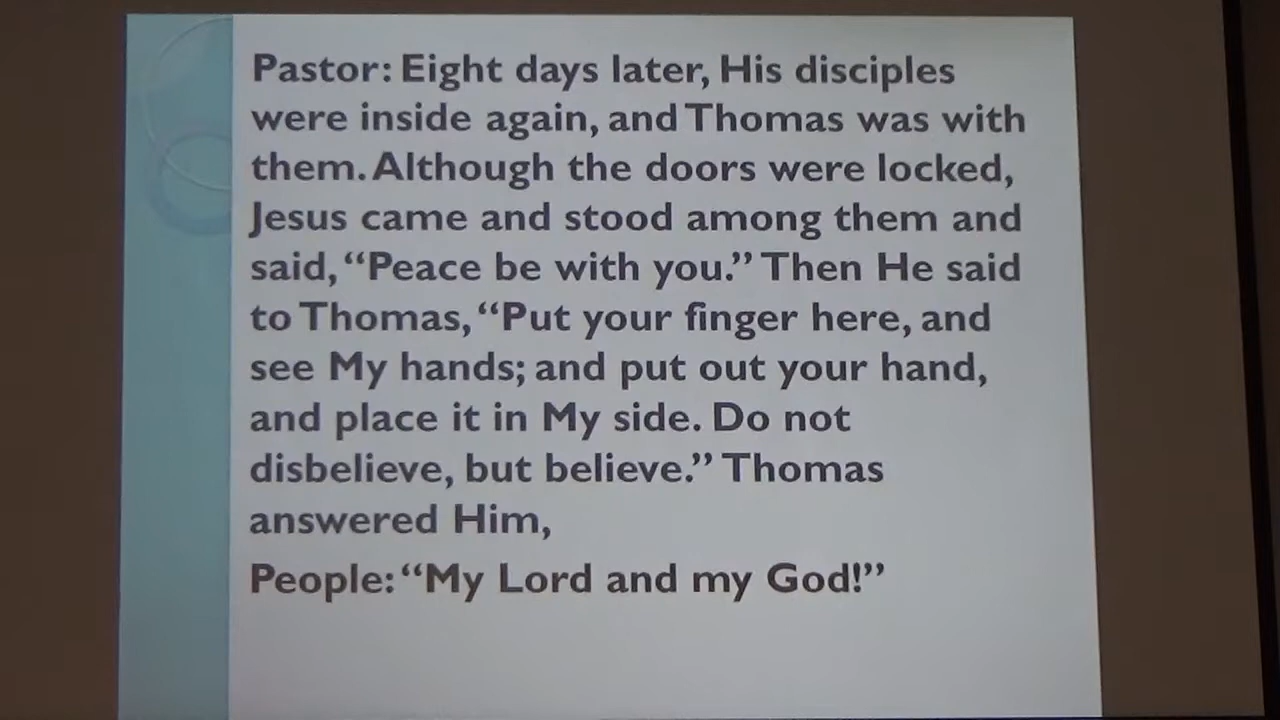 Pastor: Eight days later, His disciples
were inside again, and Thomas was with
them. Although the doors were locked,
Jesus came and stood among them and
said, “Peace be with you.” Then He said
to Thomas, “Put your finger here, and
see My hands; and put out your hand,
and place it in My side. Do not
disbelieve, but believe.” Thomas
answered Him,
People: “My Lord and my God!”